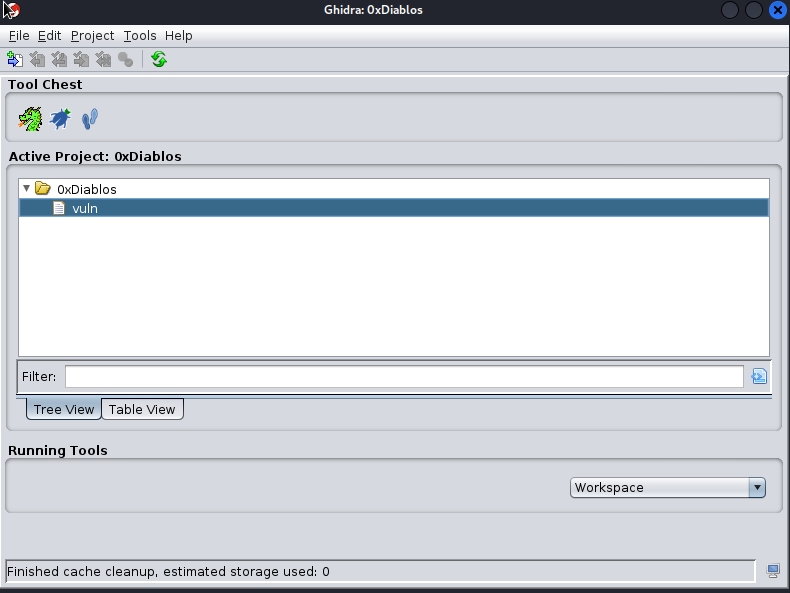 Ghidra: 0xDiablos
File Edit Project Tools Help
Tool Chest
Active Project: 0xDiablos
0xDiablos
vuln
Filter:
Tree View Table View
Running Tools
Workspace
Finished cache cleanup, estimated storage used: 0